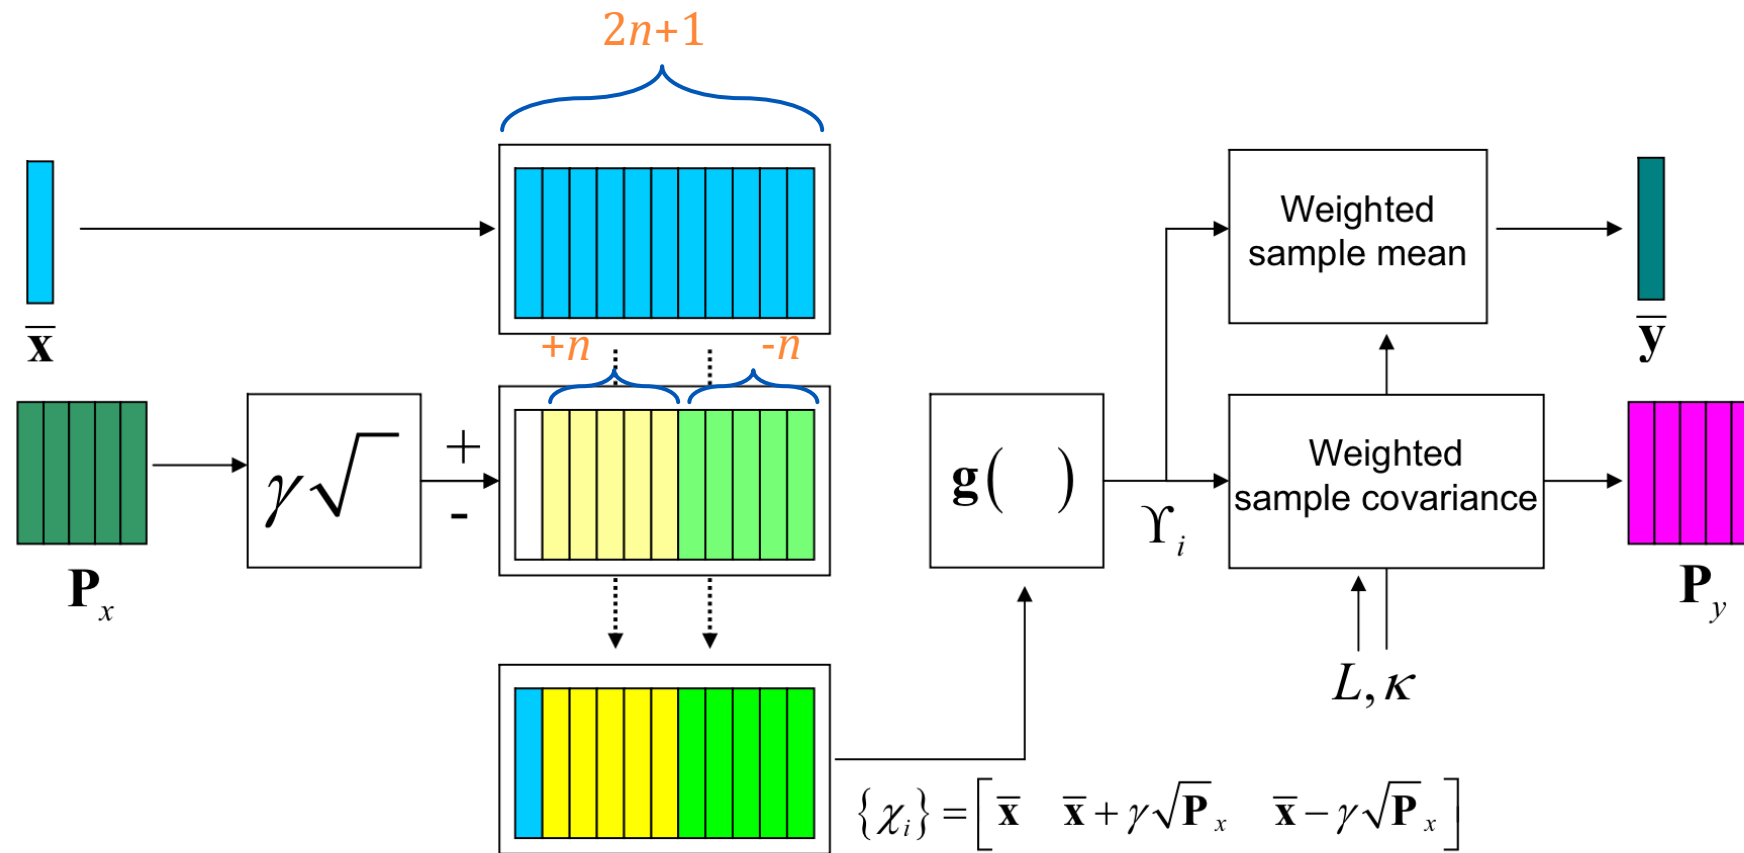 2n+1
x̄
+n
-n
P_x
γ√
+
-
g( )
ϒ_i
Weighted
sample mean
ȳ
Weighted
sample covariance
P_y
L, κ
{χ_i} = [ x̄   x̄ + γ√P_x   x̄ − γ√P_x ]